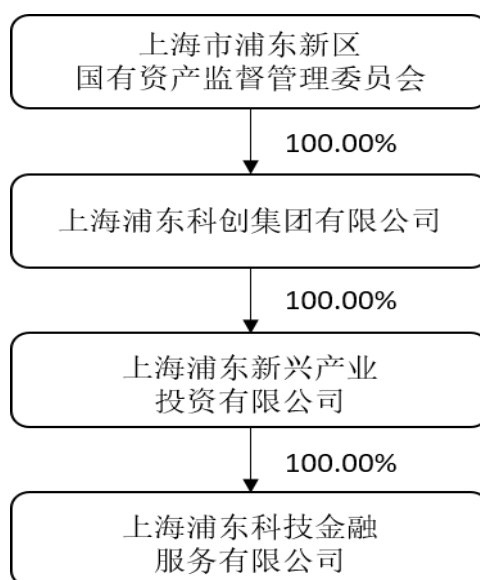 上海市浦东新区
国有资产监督管理委员会
100.00%
上海浦东科创集团有限公司
100.00%
上海浦东新兴产业
投资有限公司
100.00%
上海浦东科技金融
服务有限公司